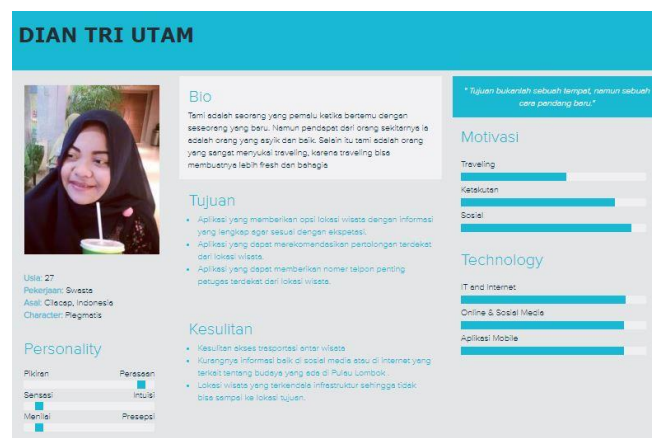 DIAN TRI UTAM
Usia: 27
Pekerjaan: Swasta
Asal: Cilacap, Indonesia
Character: Plegmatis
Personality
Pikiran Perasaan
Sensasi Intuisi
Menilai Presepsi
Bio
Tami adalah seorang yang pemalu ketika bertemu dengan
seseorang yang baru. Namun pendapat dari orang sekitarnya ia
adalah orang yang asyik dan baik. Selain itu tami adalah orang
yang sangat menyukai traveling, karena traveling bisa
membuatnya lebih fresh dan bahagia
Tujuan
• Aplikasi yang memberikan opsi lokasi wisata dengan informasi
yang lengkap agar sesuai dengan ekspetasi.
• Aplikasi yang dapat merekomendasikan pertolongan terdekat
dari lokasi wisata.
• Aplikasi yang dapat memberikan nomer telpon penting
petugas terdekat dari lokasi wisata.
Kesulitan
• Kesulitan akses trasportasi antar wisata
• Kurangnya informasi baik di sosial media atau di internet yang
terkait tentang budaya yang ada di Pulau Lombok .
• Lokasi wisata yang terkendala infrastruktur sehingga tidak
bisa sampai ke lokasi tujuan.
" Tujuan bukanlah sebuah tempat, namun sebuah
cara pandang baru."
Motivasi
Traveling
Ketakutan
Sosial
Technology
IT and Internet
Online & Sosial Media
Aplikasi Mobile